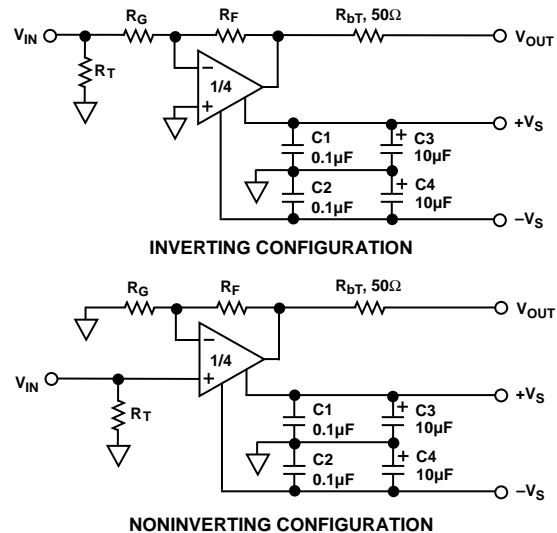 V_IN R_G R_F R_bT, 50Ω V_OUT
R_T
−
1/4
+
+V_S
C1 + C3
0.1µF 10µF
C2 + C4
0.1µF 10µF
−V_S
INVERTING CONFIGURATION
R_G R_F R_bT, 50Ω
V_OUT
−
1/4
V_IN +
+V_S
R_T
C1 + C3
0.1µF 10µF
C2 + C4
0.1µF 10µF
−V_S
NONINVERTING CONFIGURATION